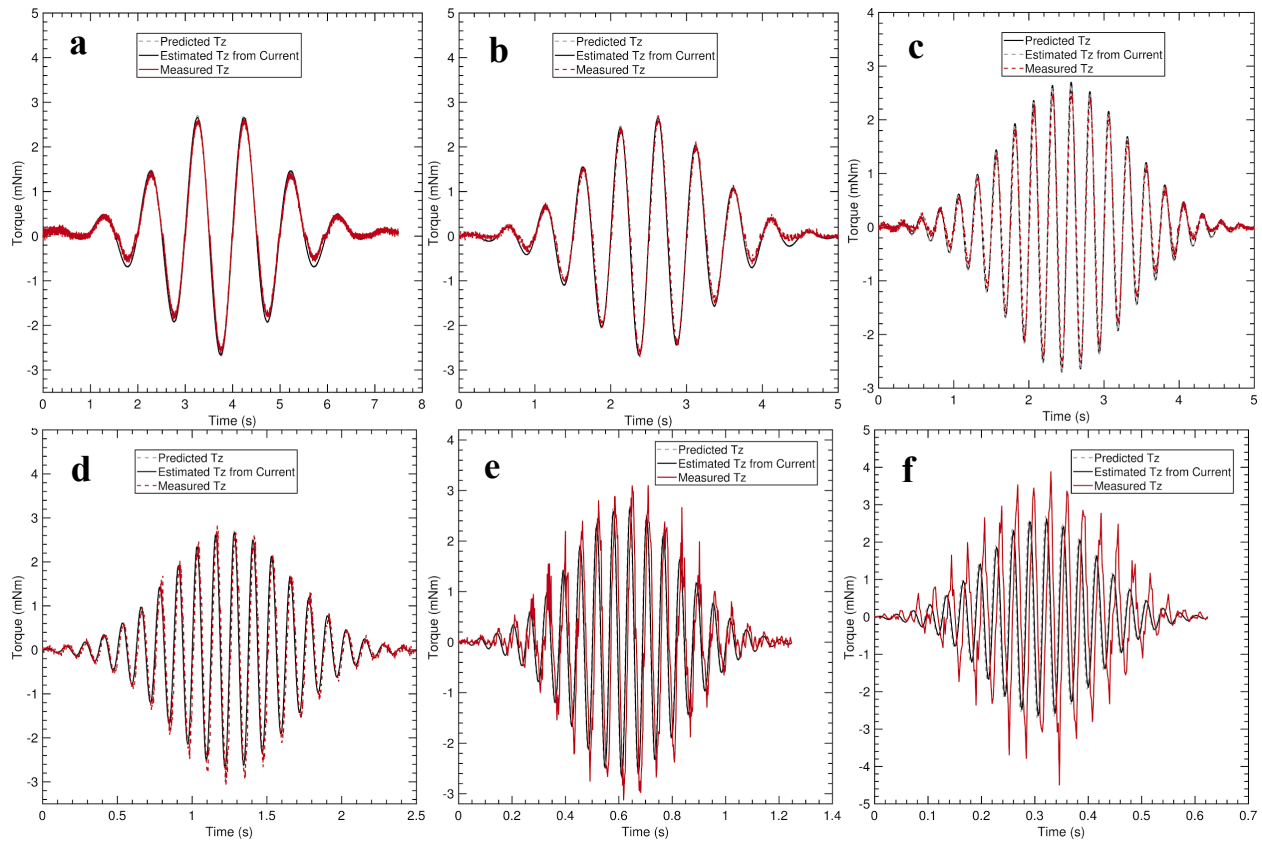 a
Predicted Tz
Estimated Tz from Current
Measured Tz
5
4
3
2
1
0
-1
-2
-3
Torque (mNm)
0 1 2 3 4 5 6 7 8
Time (s)
b
Predicted Tz
Estimated Tz from Current
Measured Tz
5
4
3
2
1
0
-1
-2
-3
Torque (mNm)
0 1 2 3 4 5
Time (s)
c
Predicted Tz
Estimated Tz from Current
Measured Tz
4
3
2
1
0
-1
-2
-3
Torque (mNm)
0 1 2 3 4 5
Time (s)
d
Predicted Tz
Estimated Tz from Current
Measured Tz
5
4
3
2
1
0
-1
-2
-3
Torque (mNm)
0.0 0.5 1.0 1.5 2.0 2.5
Time (s)
e
Predicted Tz
Estimated Tz from Current
Measured Tz
4
3
2
1
0
-1
-2
-3
Torque (mNm)
0.0 0.2 0.4 0.6 0.8 1.0 1.2 1.4
Time (s)
f
Predicted Tz
Estimated Tz from Current
Measured Tz
5
4
3
2
1
0
-1
-2
-3
-4
-5
Torque (mNm)
0.0 0.1 0.2 0.3 0.4 0.5 0.6 0.7
Time (s)